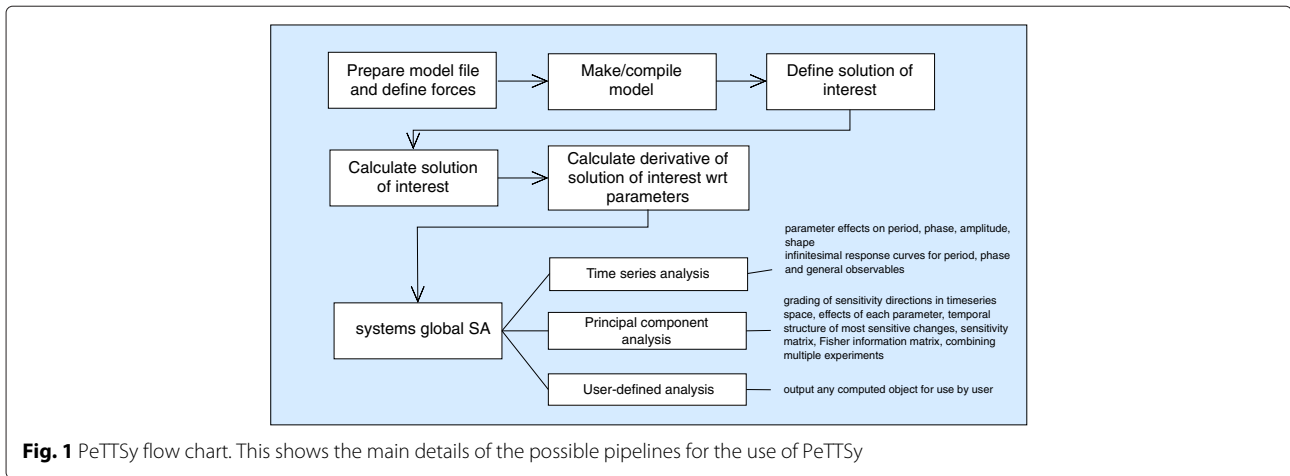 Prepare model file
and define forces
Make/compile
model
Define solution of
interest
Calculate solution
of interest
Calculate derivative of
solution of interest wrt
parameters
systems global SA
Time series analysis
parameter effects on period, phase, amplitude,
shape
infinitesimal response curves for period, phase
and general observables
Principal component
analysis
grading of sensitivity directions in timeseries
space, effects of each parameter, temporal
structure of most sensitive changes, sensitivity
matrix, Fisher information matrix, combining
multiple experiments
User-defined analysis
output any computed object for use by user
Fig. 1 PeTTSy flow chart. This shows the main details of the possible pipelines for the use of PeTTSy